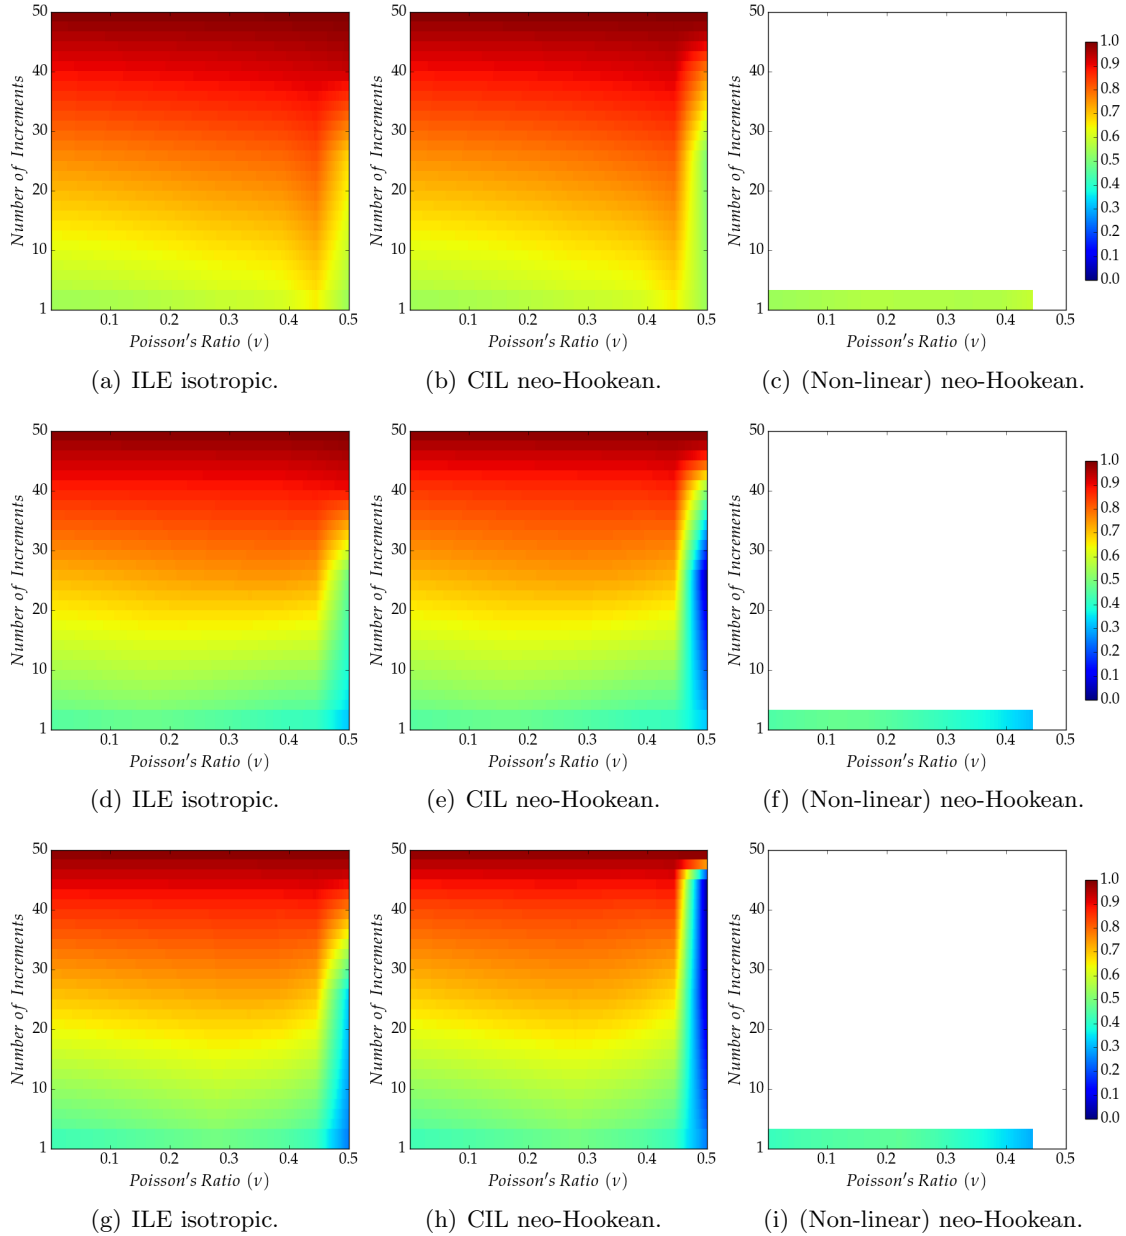 50
40
30
20
10
1
0.1 0.2 0.3 0.4 0.5
Number of Increments
Poisson's Ratio (ν)
(a) ILE isotropic.
50
40
30
20
10
1
0.1 0.2 0.3 0.4 0.5
Number of Increments
Poisson's Ratio (ν)
(b) CIL neo-Hookean.
50
40
30
20
10
1
0.1 0.2 0.3 0.4 0.5
Number of Increments
Poisson's Ratio (ν)
(c) (Non-linear) neo-Hookean.
1.0
0.9
0.8
0.7
0.6
0.5
0.4
0.3
0.2
0.1
0.0
50
40
30
20
10
1
0.1 0.2 0.3 0.4 0.5
Number of Increments
Poisson's Ratio (ν)
(d) ILE isotropic.
50
40
30
20
10
1
0.1 0.2 0.3 0.4 0.5
Number of Increments
Poisson's Ratio (ν)
(e) CIL neo-Hookean.
50
40
30
20
10
1
0.1 0.2 0.3 0.4 0.5
Number of Increments
Poisson's Ratio (ν)
(f) (Non-linear) neo-Hookean.
1.0
0.9
0.8
0.7
0.6
0.5
0.4
0.3
0.2
0.1
0.0
50
40
30
20
10
1
0.1 0.2 0.3 0.4 0.5
Number of Increments
Poisson's Ratio (ν)
(g) ILE isotropic.
50
40
30
20
10
1
0.1 0.2 0.3 0.4 0.5
Number of Increments
Poisson's Ratio (ν)
(h) CIL neo-Hookean.
50
40
30
20
10
1
0.1 0.2 0.3 0.4 0.5
Number of Increments
Poisson's Ratio (ν)
(i) (Non-linear) neo-Hookean.
1.0
0.9
0.8
0.7
0.6
0.5
0.4
0.3
0.2
0.1
0.0